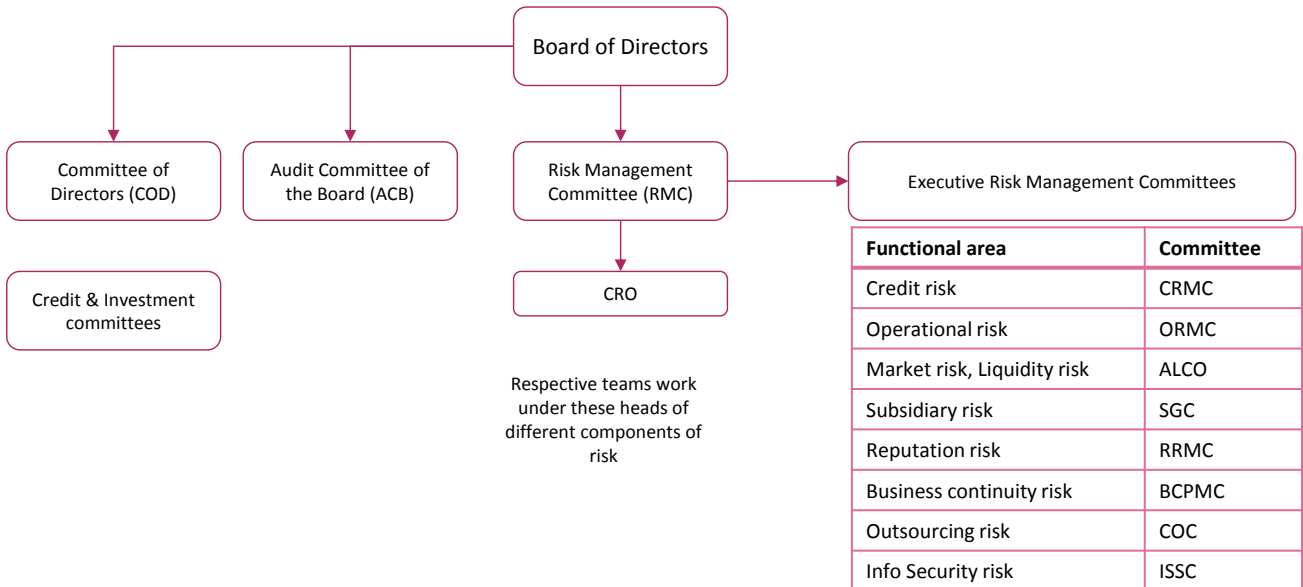 Board of Directors
Committee of
Directors (COD)
Audit Committee of
the Board (ACB)
Risk Management
Committee (RMC)
Executive Risk Management Committees
Credit & Investment
committees
CRO
Respective teams work
under these heads of
different components of
risk
Functional area Committee
Credit risk CRMC
Operational risk ORMC
Market risk, Liquidity risk ALCO
Subsidiary risk SGC
Reputation risk RRMC
Business continuity risk BCPMC
Outsourcing risk COC
Info Security risk ISSC